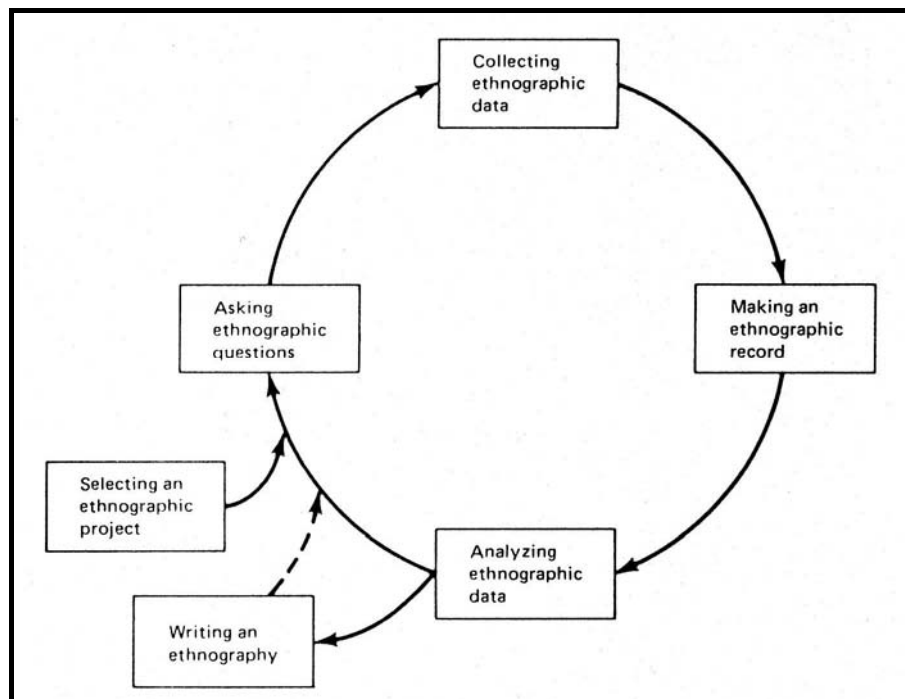 Collecting
ethnographic
data
Asking
ethnographic
questions
Making an
ethnographic
record
Selecting an
ethnographic
project
Analyzing
ethnographic
data
Writing an
ethnography